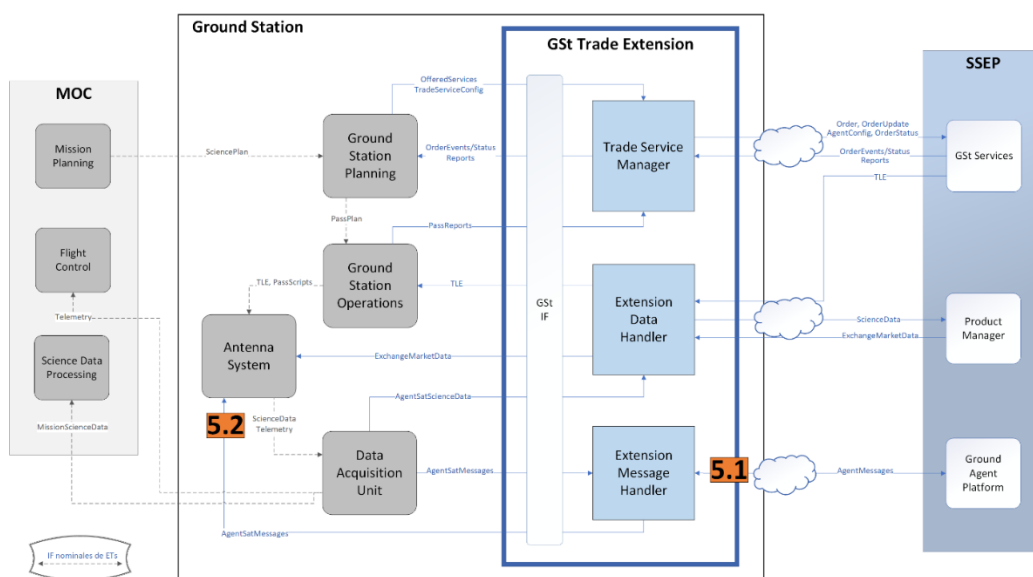 Ground Station
GSt Trade Extension
MOC
SSEP
OfferedServices
TradeServiceConfig
Mission
Planning
SciencePlan
Ground
Station
Planning
OrderEvents/Status
Reports
Trade Service
Manager
Order, OrderUpdate
AgentConfig, OrderStatus
OrderEvents/Status
Reports
TLE
GSt Services
PassPlan
PassReports
Flight
Control
Ground
Station
Operations
TLE, PassScripts
TLE
GSt
IF
Extension
Data
Handler
ScienceData
ExchangeMarketData
Product
Manager
Telemetry
Science Data
Processing
Antenna
System
ExchangeMarketData
MissionScienceData
5.2
ScienceData
Telemetry
AgentSatScienceData
Data
Acquisition
Unit
AgentSatMessages
Extension
Message
Handler
5.1
AgentMessages
Ground
Agent
Platform
AgentSatMessages
IF nominales de ETs